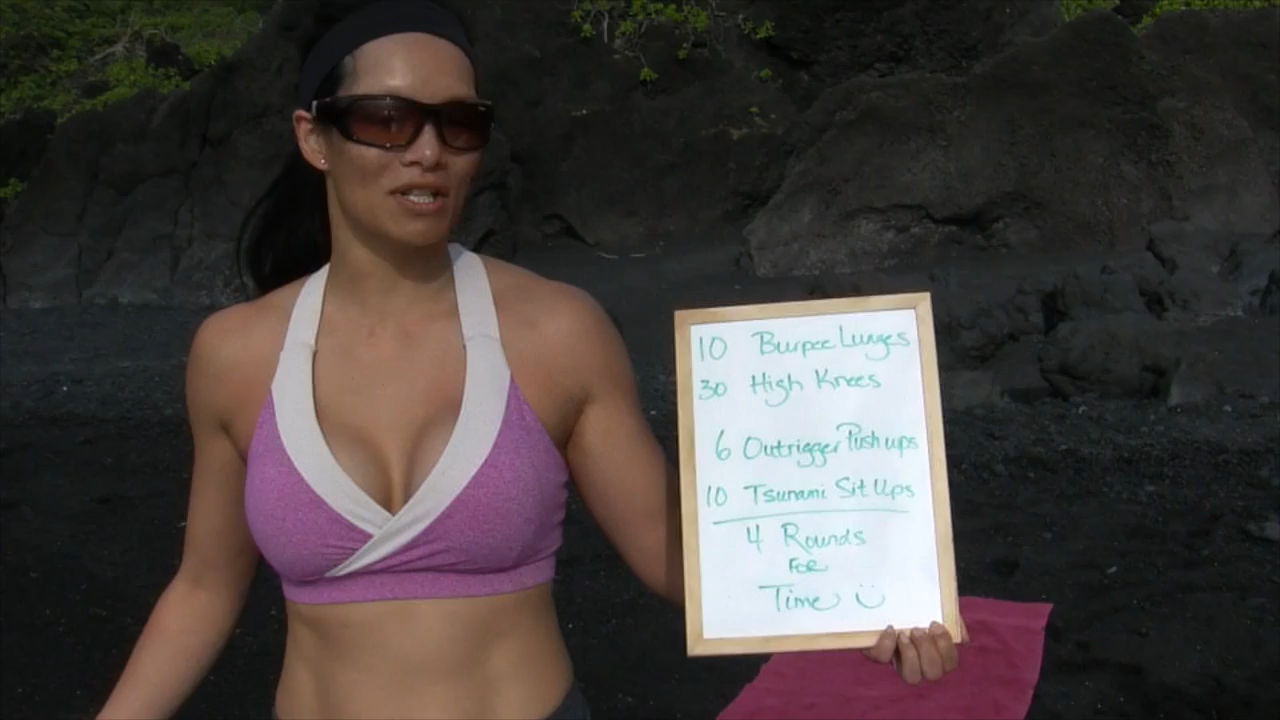 10 Burpee Lunges
30 High Knees
6 Outrigger Push ups
10 Tsunami Sit Ups
4 Rounds
FOR
Time